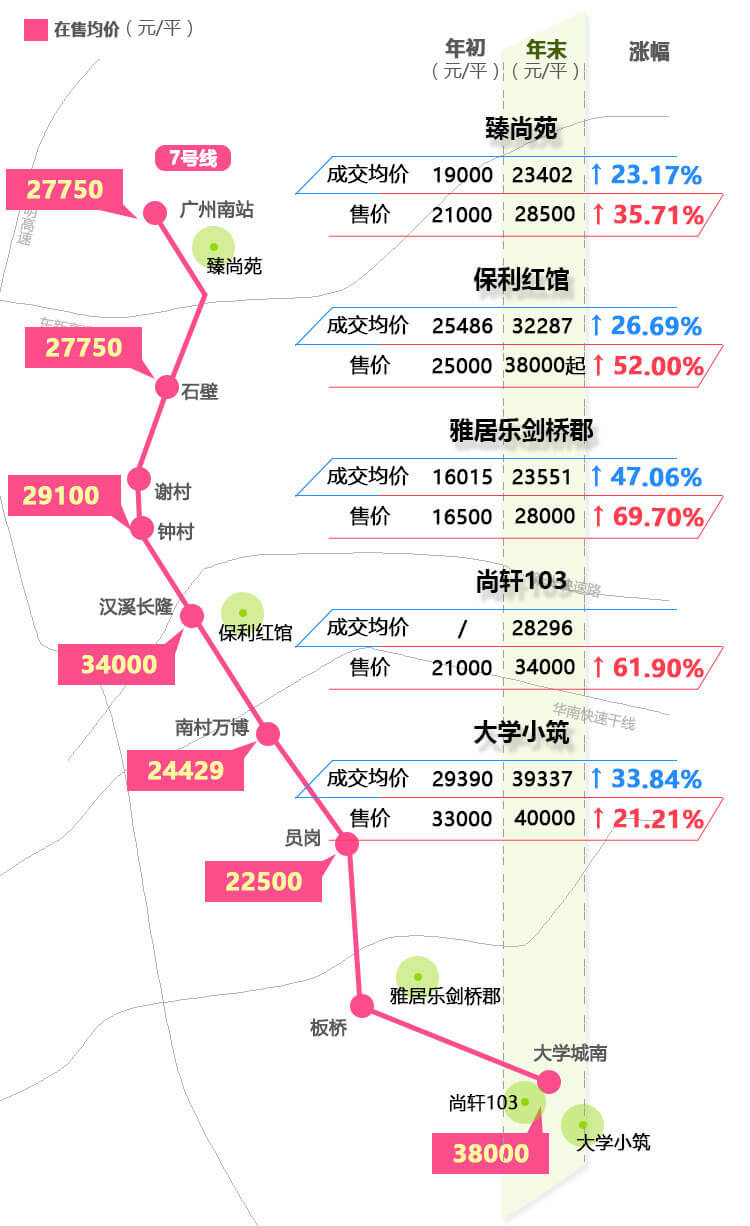 在售均价（元/平）
年初 年末 涨幅
（元/平） （元/平）
臻尚苑
成交均价 19000 23402 ↑ 23.17%
售价 21000 28500 ↑ 35.71%
保利红馆
成交均价 25486 32287 ↑ 26.69%
售价 25000 38000起 ↑ 52.00%
雅居乐剑桥郡
成交均价 16015 23551 ↑ 47.06%
售价 16500 28000 ↑ 69.70%
尚轩103
成交均价 / 28296
售价 21000 34000 ↑ 61.90%
大学小筑
成交均价 29390 39337 ↑ 33.84%
售价 33000 40000 ↑ 21.21%
7号线
27750
广州南站
臻尚苑
27750
石壁
谢村
29100
钟村
汉溪长隆
保利红馆
34000
南村万博
24429
员岗
22500
雅居乐剑桥郡
板桥
大学城南
尚轩103
38000
大学小筑
高速
东新
快速路
华南快速干线